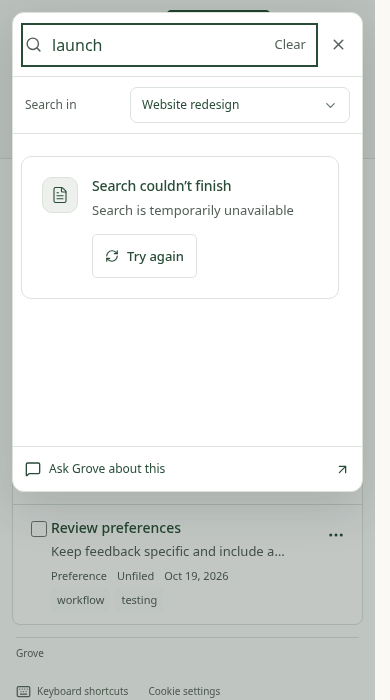 launch
Clear
Search in
Website redesign
Search couldn’t finish
Search is temporarily unavailable
Try again
Ask Grove about this
Review preferences
Keep feedback specific and include a...
Preference Unfiled Oct 19, 2026
workflow testing
Grove
Keyboard shortcuts Cookie settings